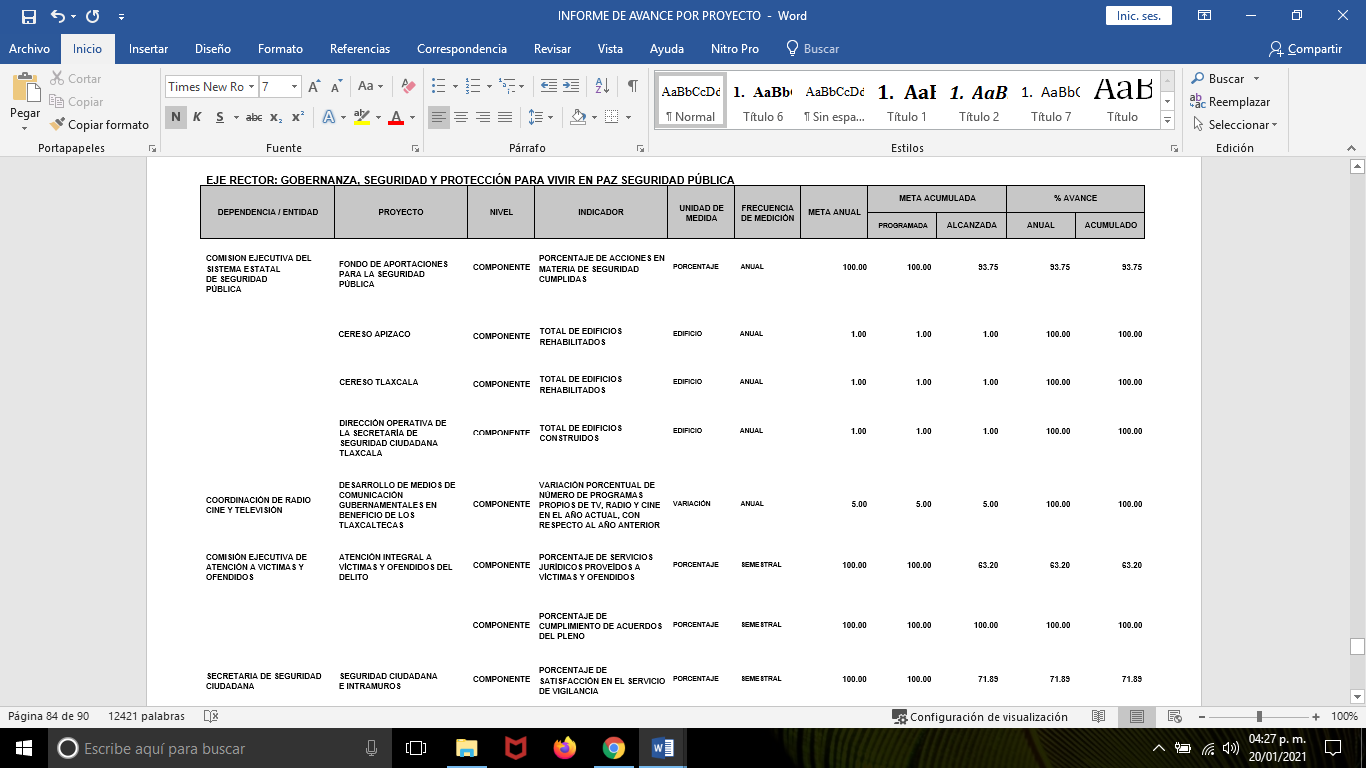 INFORME DE AVANCE POR PROYECTO - Word
Inic. ses.
Archivo Inicio Insertar Diseño Formato Referencias Correspondencia Revisar Vista Ayuda Nitro Pro Buscar Compartir
Pegar
Cortar
Copiar
Copiar formato
Portapapeles
Times New Ro 7
Aa
N K S abc x₂ x²
Fuente
Párrafo
AaBbCcDd 1. AaBb( AaBbCcDd 1. AaE 1. AaB 1. AaBb( AaB
¶ Normal Título 6 ¶ Sin espa... Título 1 Título 2 Título 7 Título
Estilos
Buscar
Reemplazar
Seleccionar
Edición
EJE RECTOR: GOBERNANZA, SEGURIDAD Y PROTECCIÓN PARA VIVIR EN PAZ SEGURIDAD PÚBLICA
DEPENDENCIA / ENTIDAD PROYECTO NIVEL INDICADOR UNIDAD DE MEDIDA FRECUENCIA DE MEDICIÓN META ANUAL META ACUMULADA % AVANCE
PROGRAMADA ALCANZADA ANUAL ACUMULADO
COMISION EJECUTIVA DEL
SISTEMA ESTATAL
DE SEGURIDAD
PÚBLICA
FONDO DE APORTACIONES
PARA LA SEGURIDAD
PÚBLICA
COMPONENTE
PORCENTAJE DE ACCIONES EN
MATERIA DE SEGURIDAD
CUMPLIDAS
PORCENTAJE ANUAL 100.00 100.00 93.75 93.75 93.75
CERESO APIZACO COMPONENTE
TOTAL DE EDIFICIOS
REHABILITADOS
EDIFICIO ANUAL 1.00 1.00 1.00 100.00 100.00
CERESO TLAXCALA COMPONENTE
TOTAL DE EDIFICIOS
REHABILITADOS
EDIFICIO ANUAL 1.00 1.00 1.00 100.00 100.00
DIRECCIÓN OPERATIVA DE
LA SECRETARÍA DE
SEGURIDAD CIUDADANA
TLAXCALA
COMPONENTE
TOTAL DE EDIFICIOS
CONSTRUIDOS
EDIFICIO ANUAL 1.00 1.00 1.00 100.00 100.00
COORDINACIÓN DE RADIO
CINE Y TELEVISIÓN
DESARROLLO DE MEDIOS DE
COMUNICACIÓN
GUBERNAMENTALES EN
BENEFICIO DE LOS
TLAXCALTECAS
COMPONENTE
VARIACIÓN PORCENTUAL DE
NÚMERO DE PROGRAMAS
PROPIOS DE TV, RADIO Y CINE
EN EL AÑO ACTUAL, CON
RESPECTO AL AÑO ANTERIOR
VARIACIÓN ANUAL 5.00 5.00 5.00 100.00 100.00
COMISIÓN EJECUTIVA DE
ATENCIÓN A VICTIMAS Y
OFENDIDOS
ATENCIÓN INTEGRAL A
VÍCTIMAS Y OFENDIDOS DEL
DELITO
COMPONENTE
PORCENTAJE DE SERVICIOS
JURÍDICOS PROVEÍDOS A
VÍCTIMAS Y OFENDIDOS
PORCENTAJE SEMESTRAL 100.00 100.00 63.20 63.20 63.20
COMPONENTE
PORCENTAJE DE
CUMPLIMIENTO DE ACUERDOS
DEL PLENO
PORCENTAJE SEMESTRAL 100.00 100.00 100.00 100.00 100.00
SECRETARIA DE SEGURIDAD
CIUDADANA
SEGURIDAD CIUDADANA
E INTRAMUROS
COMPONENTE
PORCENTAJE DE
SATISFACCIÓN EN EL SERVICIO
DE VIGILANCIA
PORCENTAJE SEMESTRAL 100.00 100.00 71.89 71.89 71.89
Página 84 de 90 12421 palabras Configuración de visualización 100%
Escribe aquí para buscar
04:27 p. m.
20/01/2021